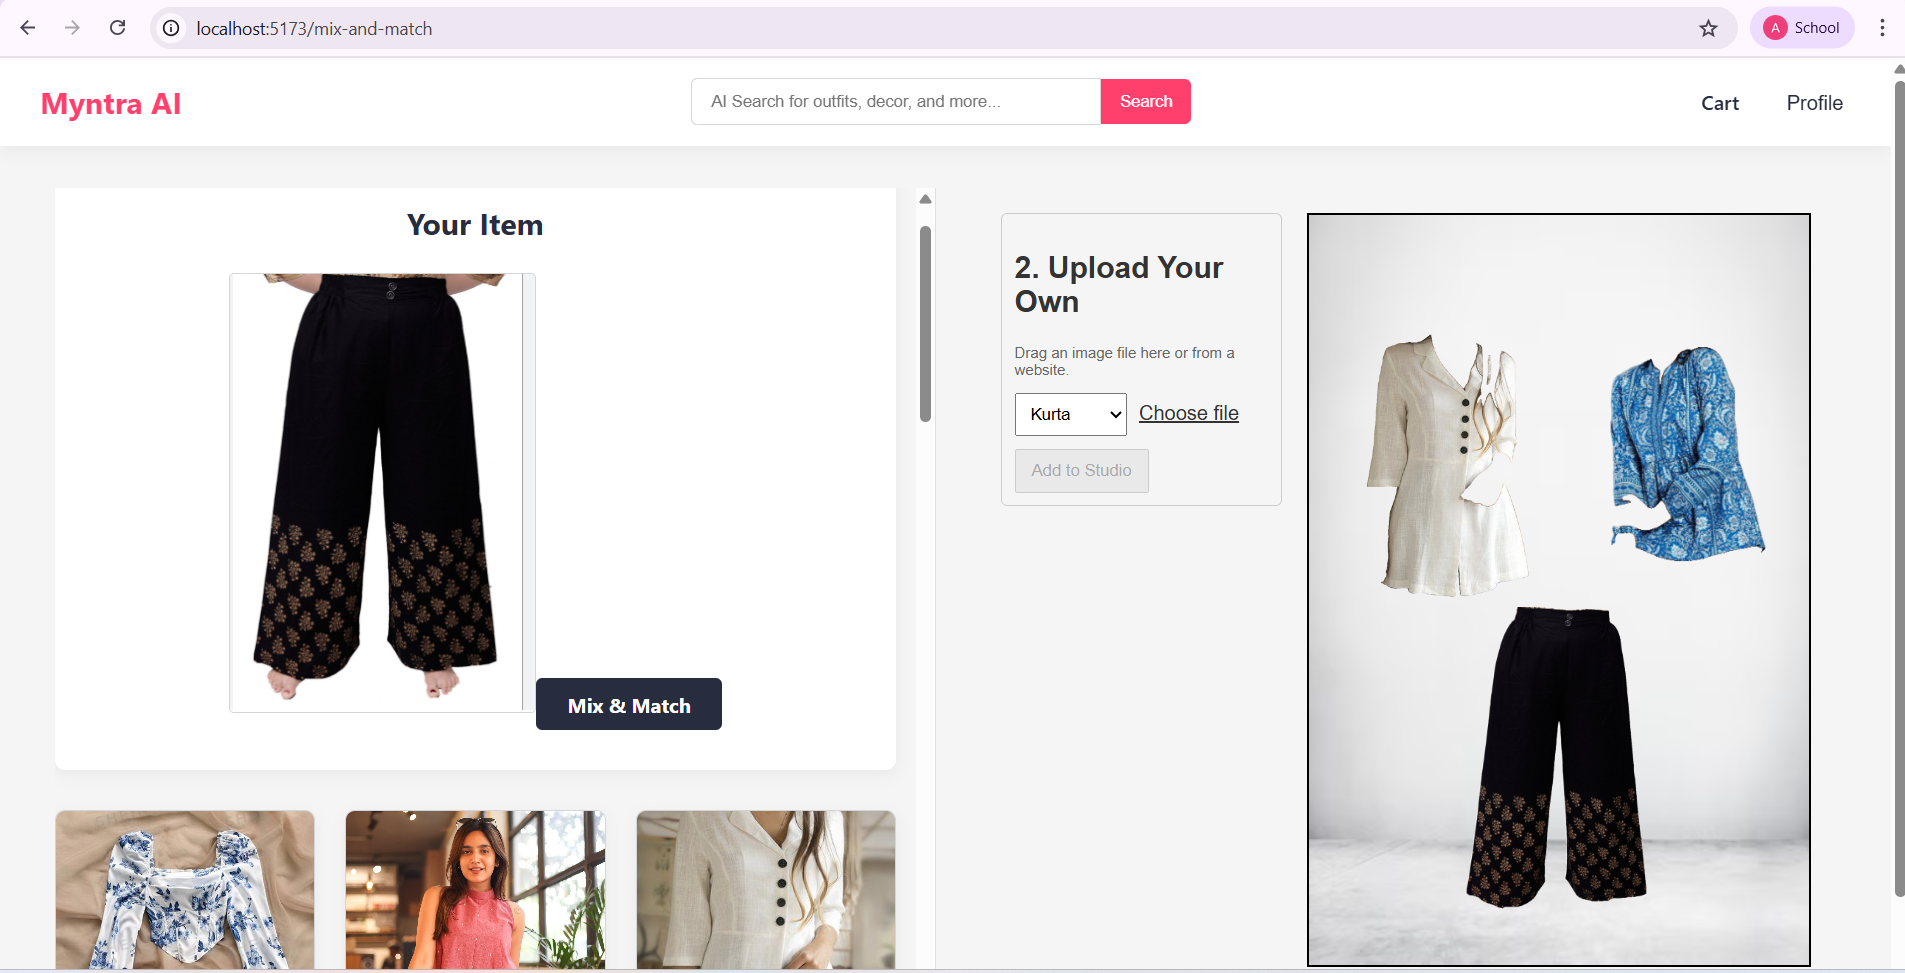 localhost:5173/mix-and-match
A School
Myntra AI
AI Search for outfits, decor, and more...
Search
Cart
Profile
Your Item
Mix & Match
2. Upload Your
Own
Drag an image file here or from a
website.
Kurta
Choose file
Add to Studio